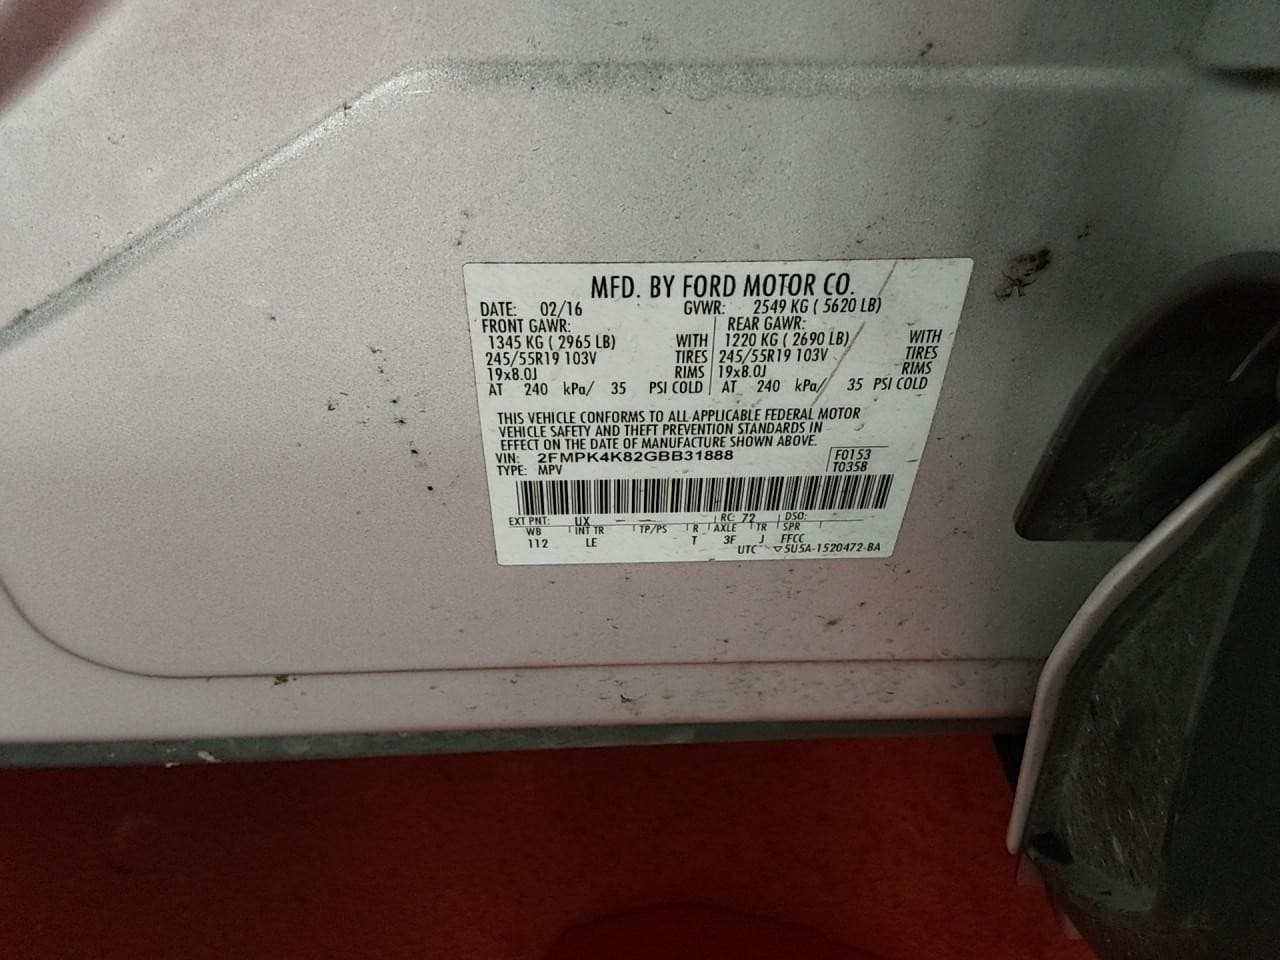 MFD. BY FORD MOTOR CO.
DATE: 02/16 GVWR: 2549 KG ( 5620 LB)
FRONT GAWR: REAR GAWR:
1345 KG ( 2965 LB) WITH 1220 KG ( 2690 LB) WITH
245/55R19 103V TIRES 245/55R19 103V TIRES
19x8.0J RIMS 19x8.0J RIMS
AT 240 kPa/ 35 PSI COLD AT 240 kPa/ 35 PSI COLD
THIS VEHICLE CONFORMS TO ALL APPLICABLE FEDERAL MOTOR
VEHICLE SAFETY AND THEFT PREVENTION STANDARDS IN
EFFECT ON THE DATE OF MANUFACTURE SHOWN ABOVE.
VIN: 2FMPK4K82GBB31888 F0153
TYPE: MPV T0358
EXT PNT: UX RC: 72 DSO:
WB INT TR TP/PS R AXLE TR SPR
112 LE T 3F J FFCC
UTC ▽5U5A-1520472-BA